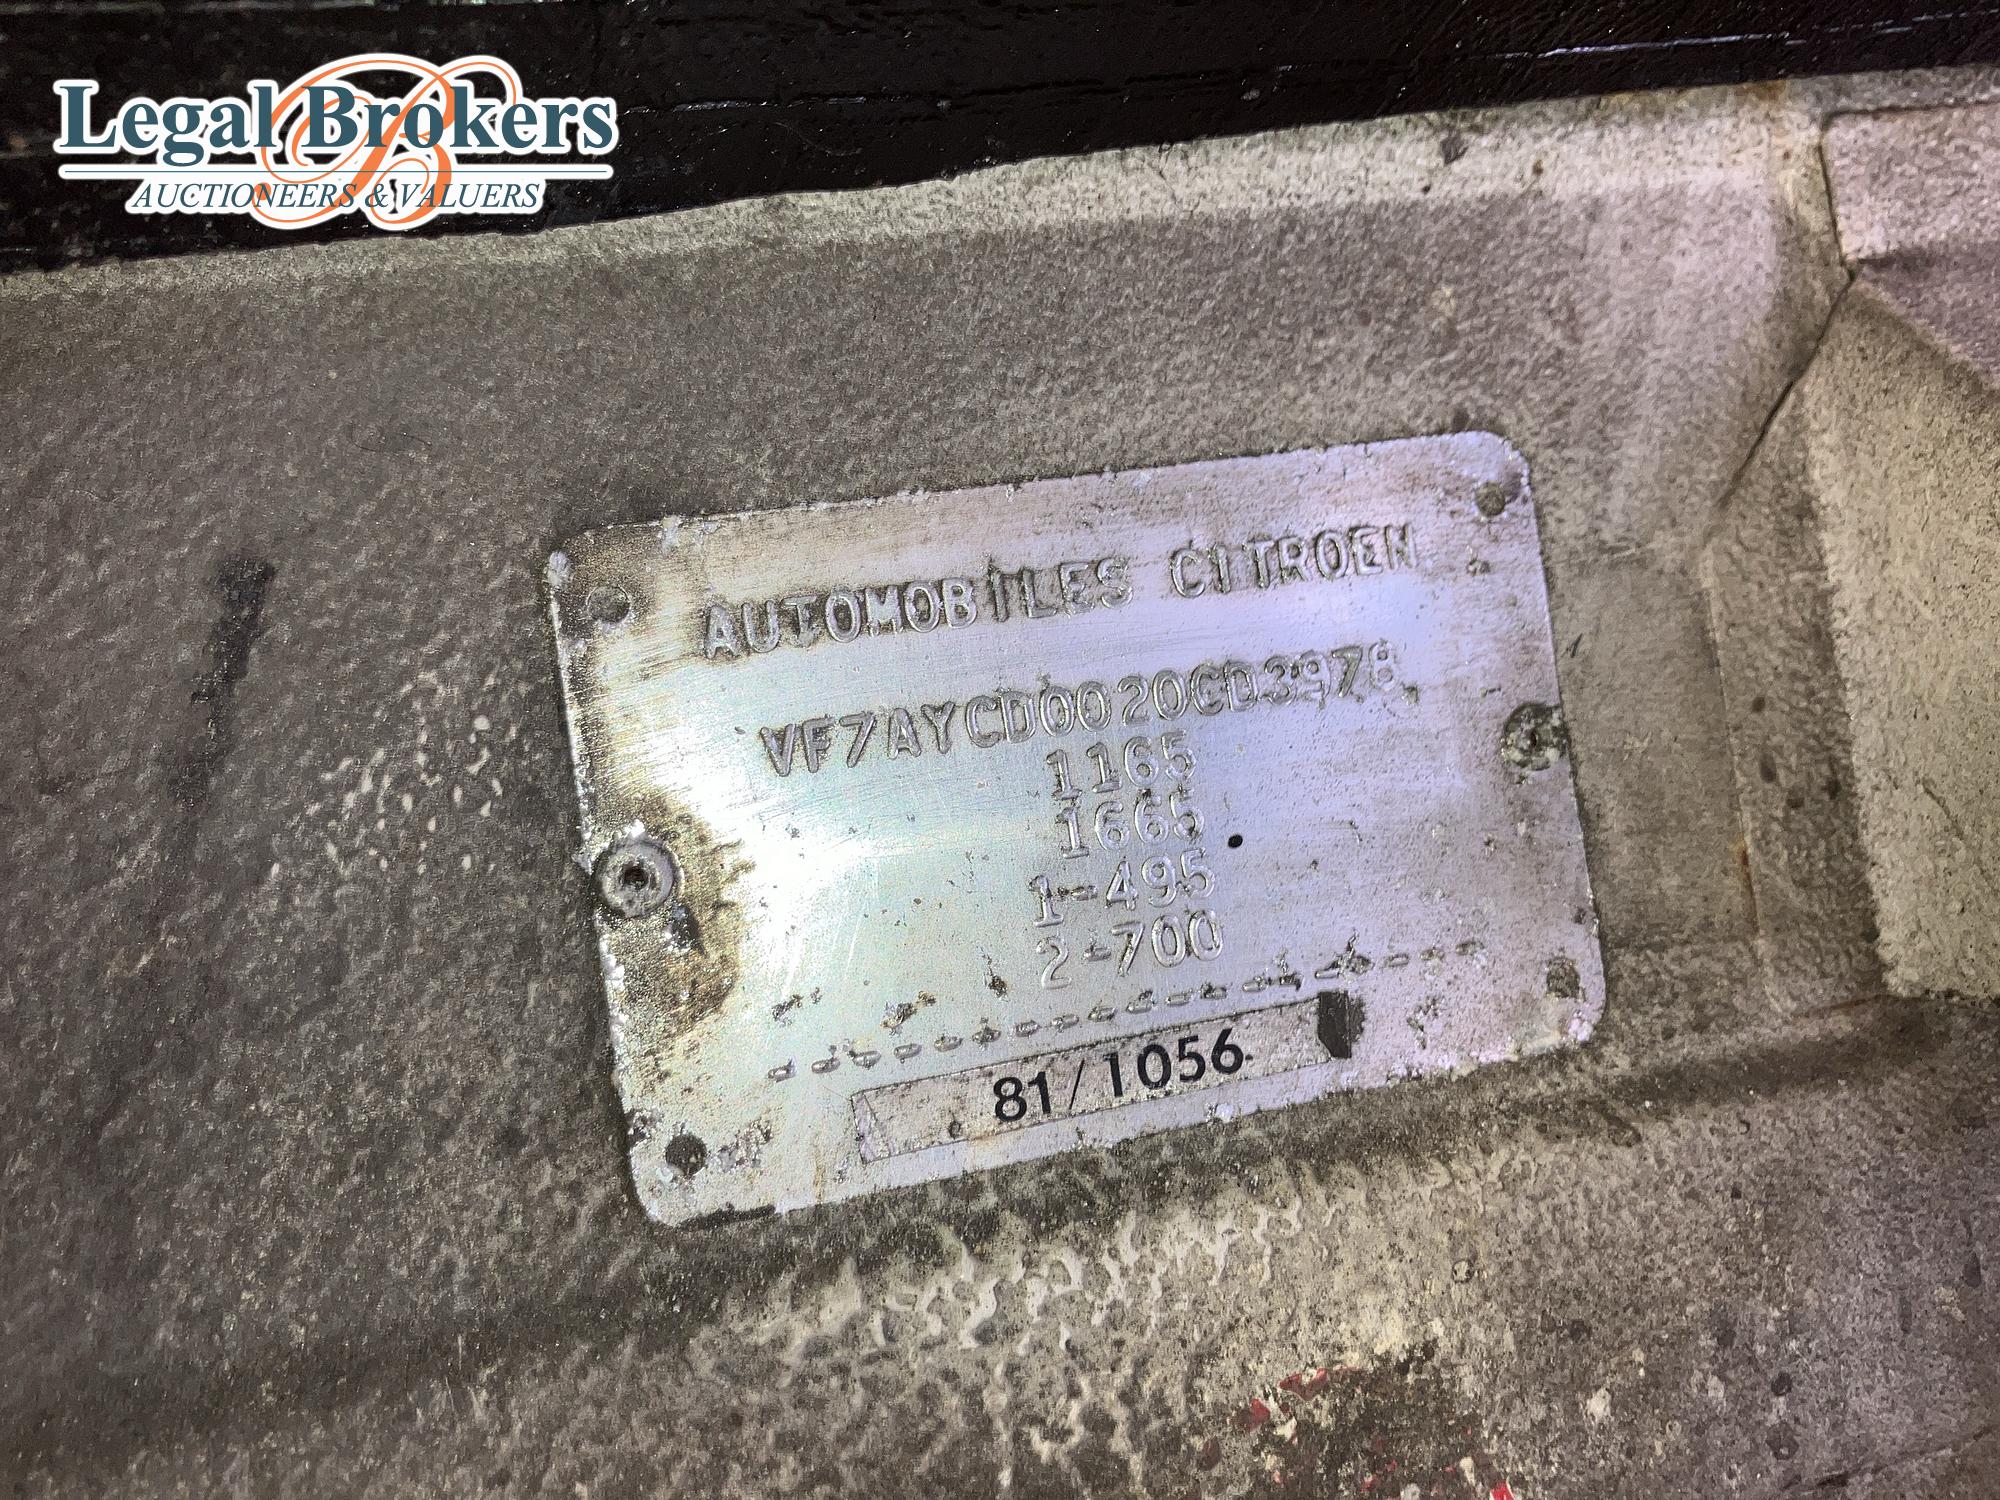 Legal Brokers
AUCTIONEERS & VALUERS
AUTOMOBILES CITROEN
VF7AYCD0020CD3978
1165
1665
1-495
2-700
81/1056